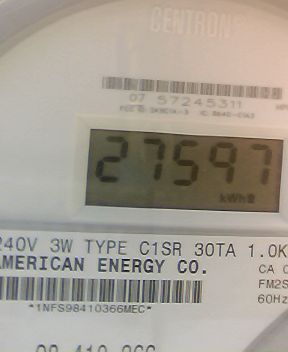 CENTRON
07 57245311
27597
kWh
240V 3W TYPE C1SR 30TA 1.0K
AMERICAN ENERGY CO.
CA 0
FM2S
60Hz
*1NFS98410366MEC*